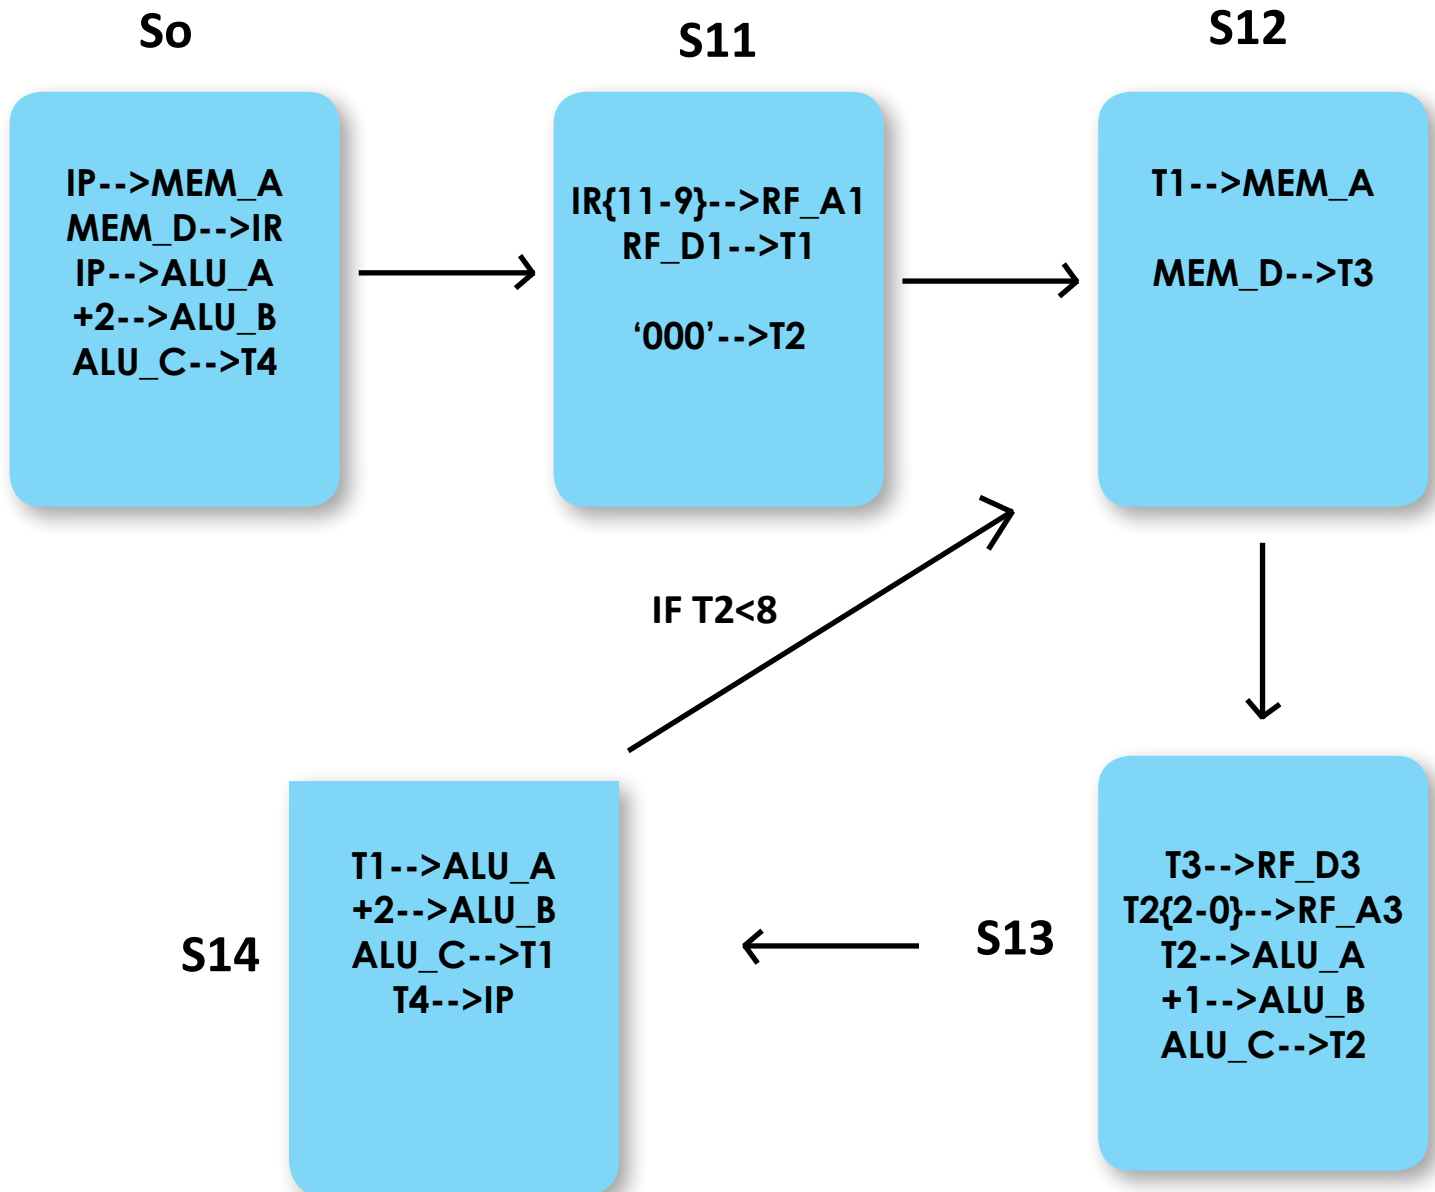 So
S11
S12
IP-->MEM_A
MEM_D-->IR
IP-->ALU_A
+2-->ALU_B
ALU_C-->T4
IR{11-9}-->RF_A1
RF_D1-->T1
‘000’-->T2
T1-->MEM_A
MEM_D-->T3
IF T2<8
S14
T1-->ALU_A
+2-->ALU_B
ALU_C-->T1
T4-->IP
S13
T3-->RF_D3
T2{2-0}-->RF_A3
T2-->ALU_A
+1-->ALU_B
ALU_C-->T2